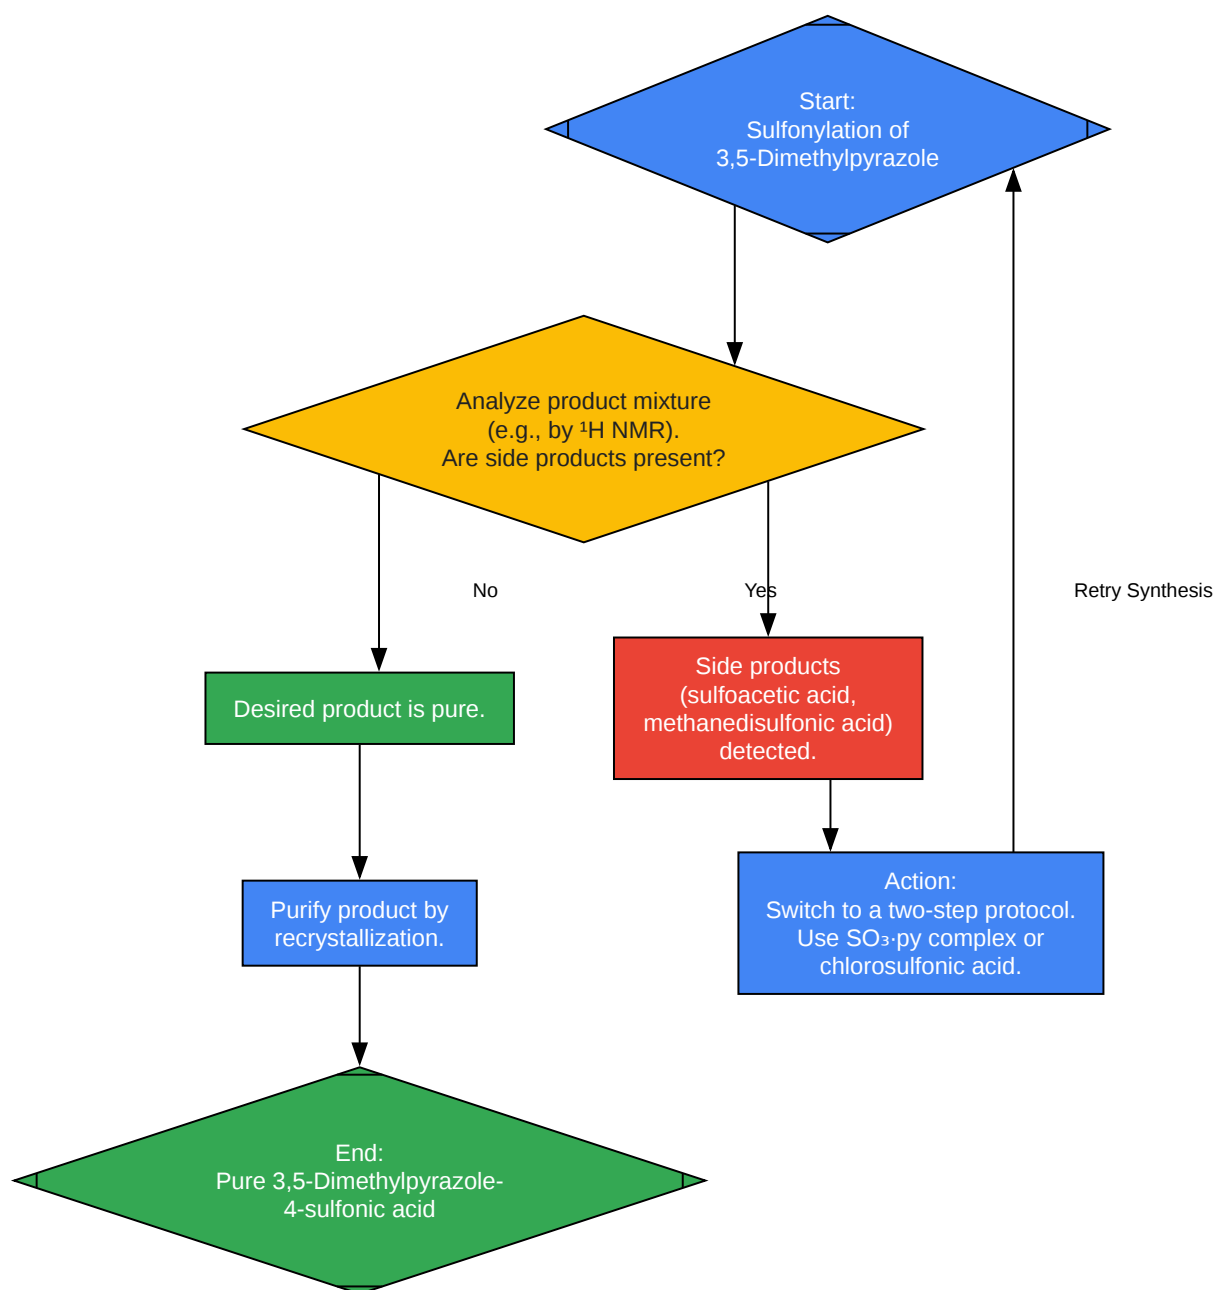 Start:
Sulfonylation of
3,5-Dimethylpyrazole
Analyze product mixture
(e.g., by ¹H NMR).
Are side products present?
No
Yes
Retry Synthesis
Side products
(sulfoacetic acid,
methanedisulfonic acid)
detected.
Desired product is pure.
Action:
Switch to a two-step protocol.
Use SO₃·py complex or
chlorosulfonic acid.
Purify product by
recrystallization.
End:
Pure 3,5-Dimethylpyrazole-
4-sulfonic acid